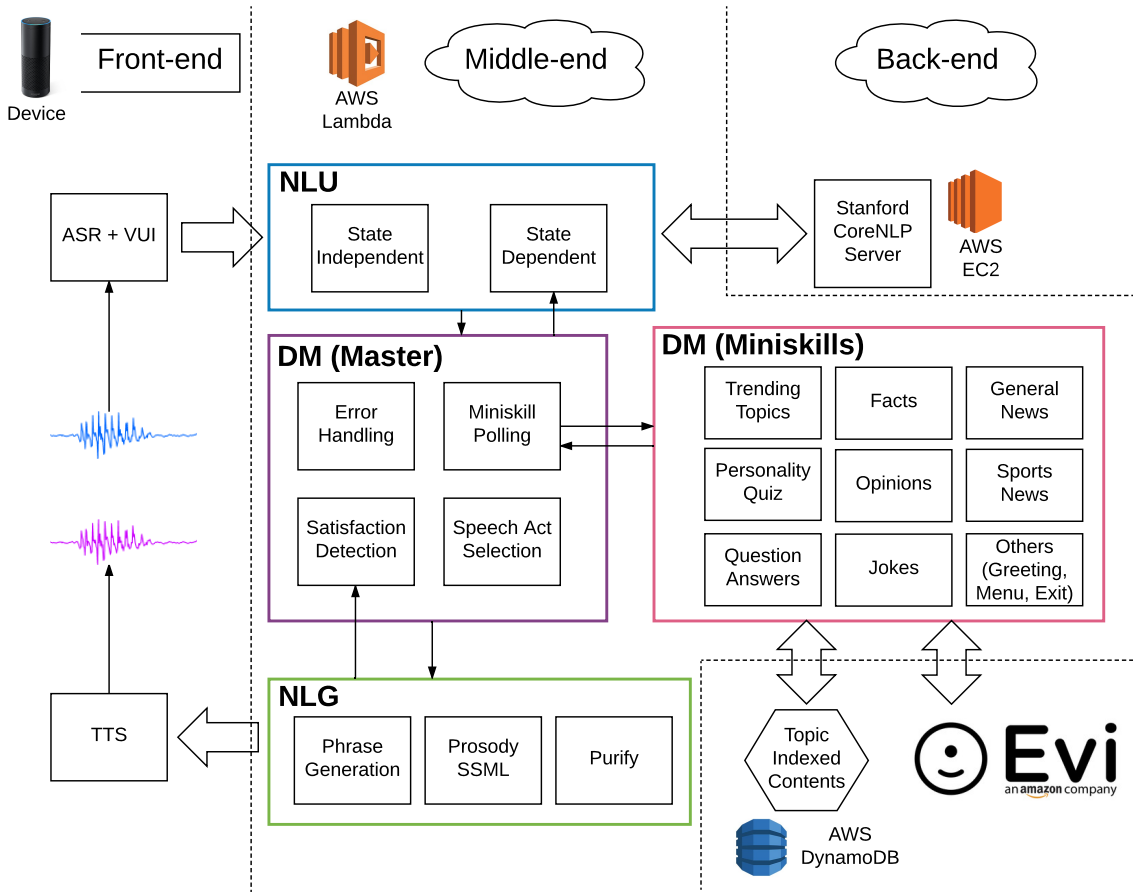 Front-end
Device
AWS
Lambda
Middle-end
Back-end
ASR + VUI
NLU
State
Independent
State
Dependent
Stanford
CoreNLP
Server
AWS
EC2
DM (Master)
Error
Handling
Miniskill
Polling
Satisfaction
Detection
Speech Act
Selection
DM (Miniskills)
Trending
Topics
Facts
General
News
Personality
Quiz
Opinions
Sports
News
Question
Answers
Jokes
Others
(Greeting,
Menu, Exit)
TTS
NLG
Phrase
Generation
Prosody
SSML
Purify
Topic
Indexed
Contents
AWS
DynamoDB
Evi
an amazon company